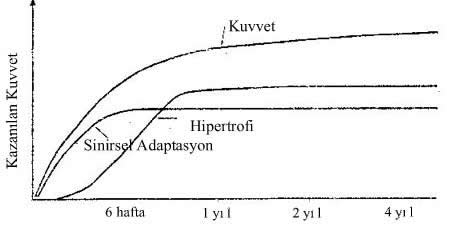 Kuvvet
Kazanılan Kuvvet
Hipertrofi
Sinirsel Adaptasyon
6 hafta 1 yıl 2 yıl 4 yıl